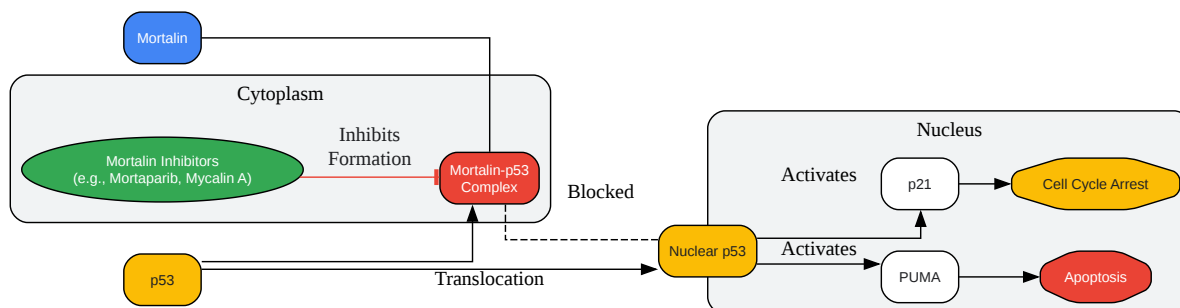 Mortalin
Cytoplasm
Mortalin Inhibitors
(e.g., Mortaparib, Mycalin A)
Inhibits
Formation
Mortalin-p53
Complex
p53
Translocation
Blocked
Nucleus
Nuclear p53
Activates
p21
Cell Cycle Arrest
Activates
PUMA
Apoptosis